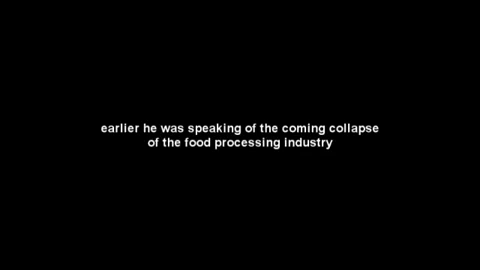 earlier he was speaking of the coming collapse
of the food processing industry